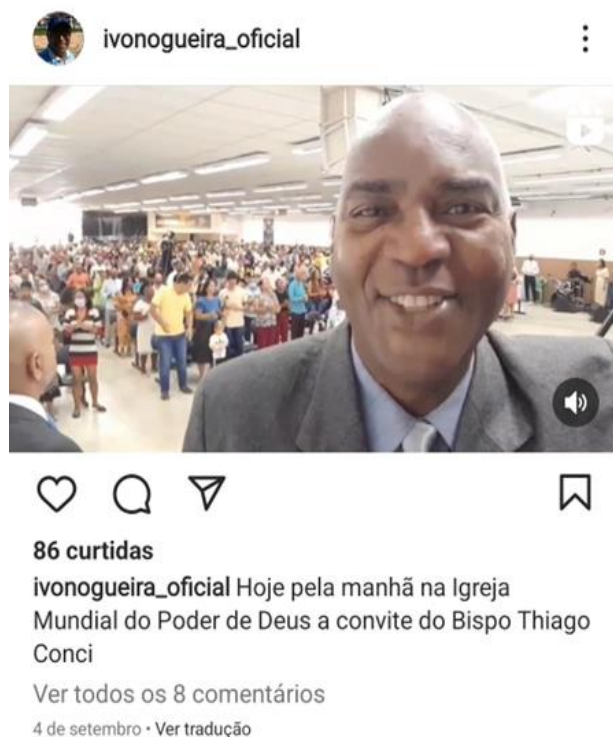 ivonogueira_oficial
86 curtidas
ivonogueira_oficial Hoje pela manhã na Igreja
Mundial do Poder de Deus a convite do Bispo Thiago
Conci
Ver todos os 8 comentários
4 de setembro • Ver tradução